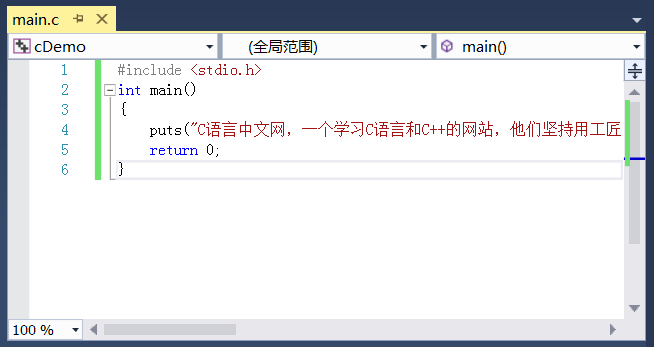 main.c
cDemo (全局范围) main()
1 #include <stdio.h>
2 int main()
3 {
4 puts("C语言中文网，一个学习C语言和C++的网站，他们坚持用工匠
5 return 0;
6 }
100 %